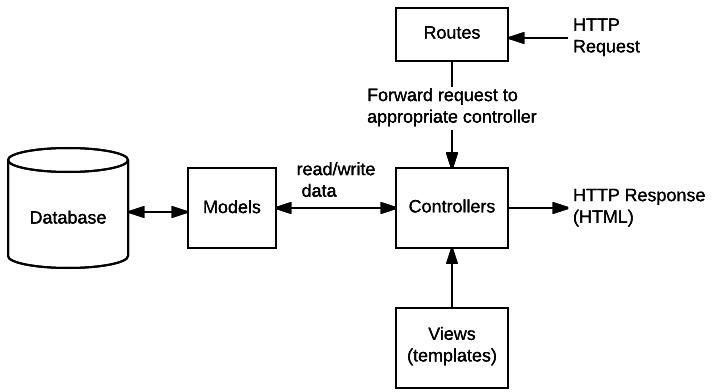 Routes
HTTP
Request
Forward request to
appropriate controller
read/write
data
Database
Models
Controllers
HTTP Response
(HTML)
Views
(templates)